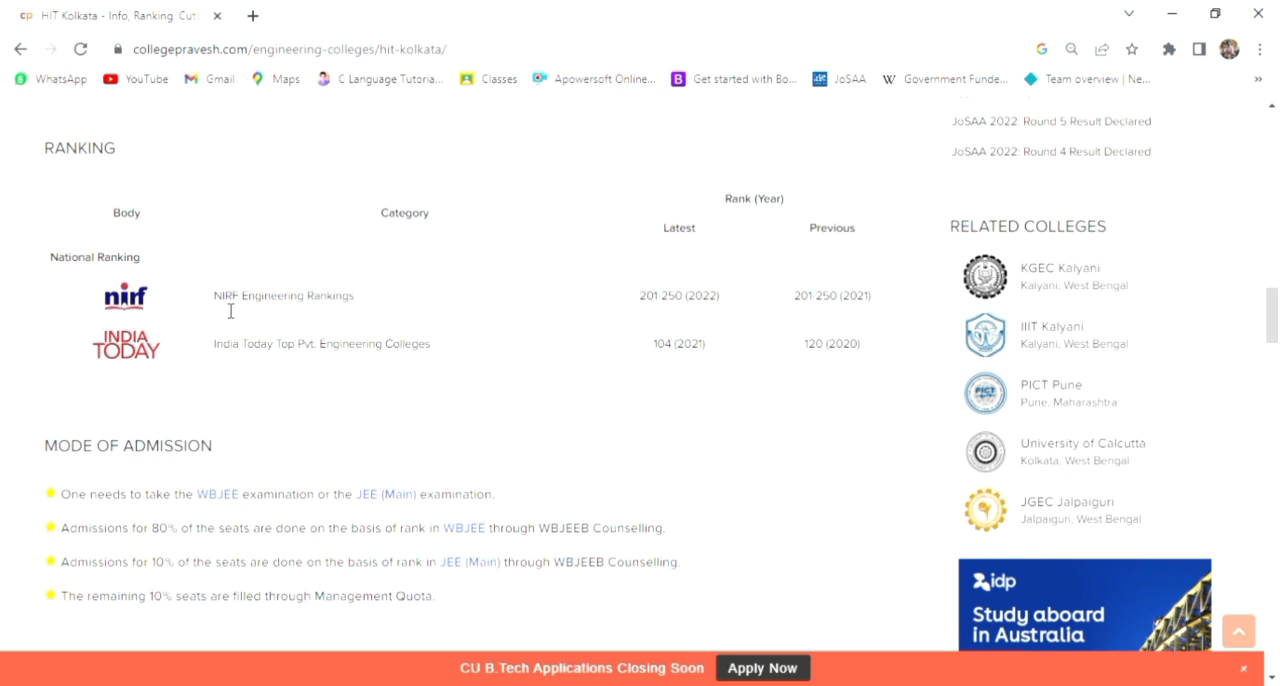 cp HIT Kolkata - Info, Ranking, Cut
collegepravesh.com/engineering-colleges/hit-kolkata/
WhatsApp YouTube Gmail Maps C Language Tutoria... Classes Apowersoft Online... B Get started with Bo... JoSAA W Government Funde... Team overview | Ne... »
JoSAA 2022: Round 5 Result Declared
JoSAA 2022: Round 4 Result Declared
RANKING
Body Category Rank (Year)
Latest Previous
National Ranking
nirf NIRF Engineering Rankings 201-250 (2022) 201-250 (2021)
INDIA TODAY India Today Top Pvt. Engineering Colleges 104 (2021) 120 (2020)
MODE OF ADMISSION
One needs to take the WBJEE examination or the JEE (Main) examination.
Admissions for 80% of the seats are done on the basis of rank in WBJEE through WBJEEB Counselling.
Admissions for 10% of the seats are done on the basis of rank in JEE (Main) through WBJEEB Counselling.
The remaining 10% seats are filled through Management Quota.
RELATED COLLEGES
KGEC Kalyani
Kalyani, West Bengal
IIIT Kalyani
Kalyani, West Bengal
PICT Pune
Pune, Maharashtra
University of Calcutta
Kolkata, West Bengal
JGEC Jalpaiguri
Jalpaiguri, West Bengal
idp
Study aboard
in Australia
CU B.Tech Applications Closing Soon Apply Now ×